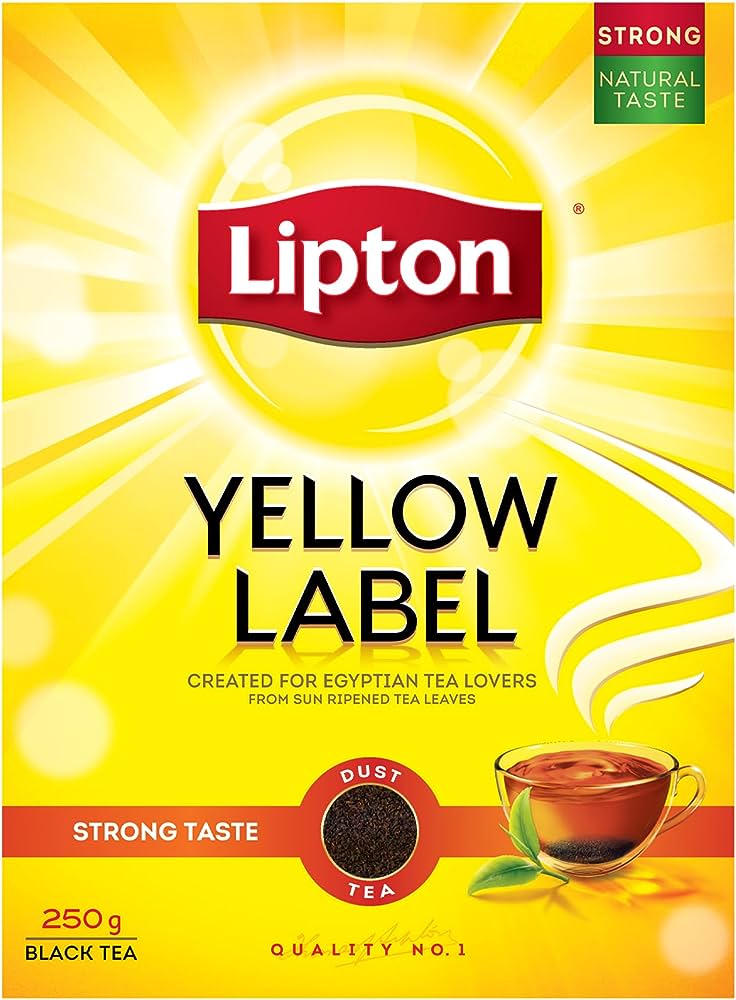 STRONG
NATURAL
TASTE
Lipton
®
YELLOW
LABEL
CREATED FOR EGYPTIAN TEA LOVERS
FROM SUN RIPENED TEA LEAVES
DUST
STRONG TASTE
TEA
250 g
BLACK TEA
QUALITY NO. 1